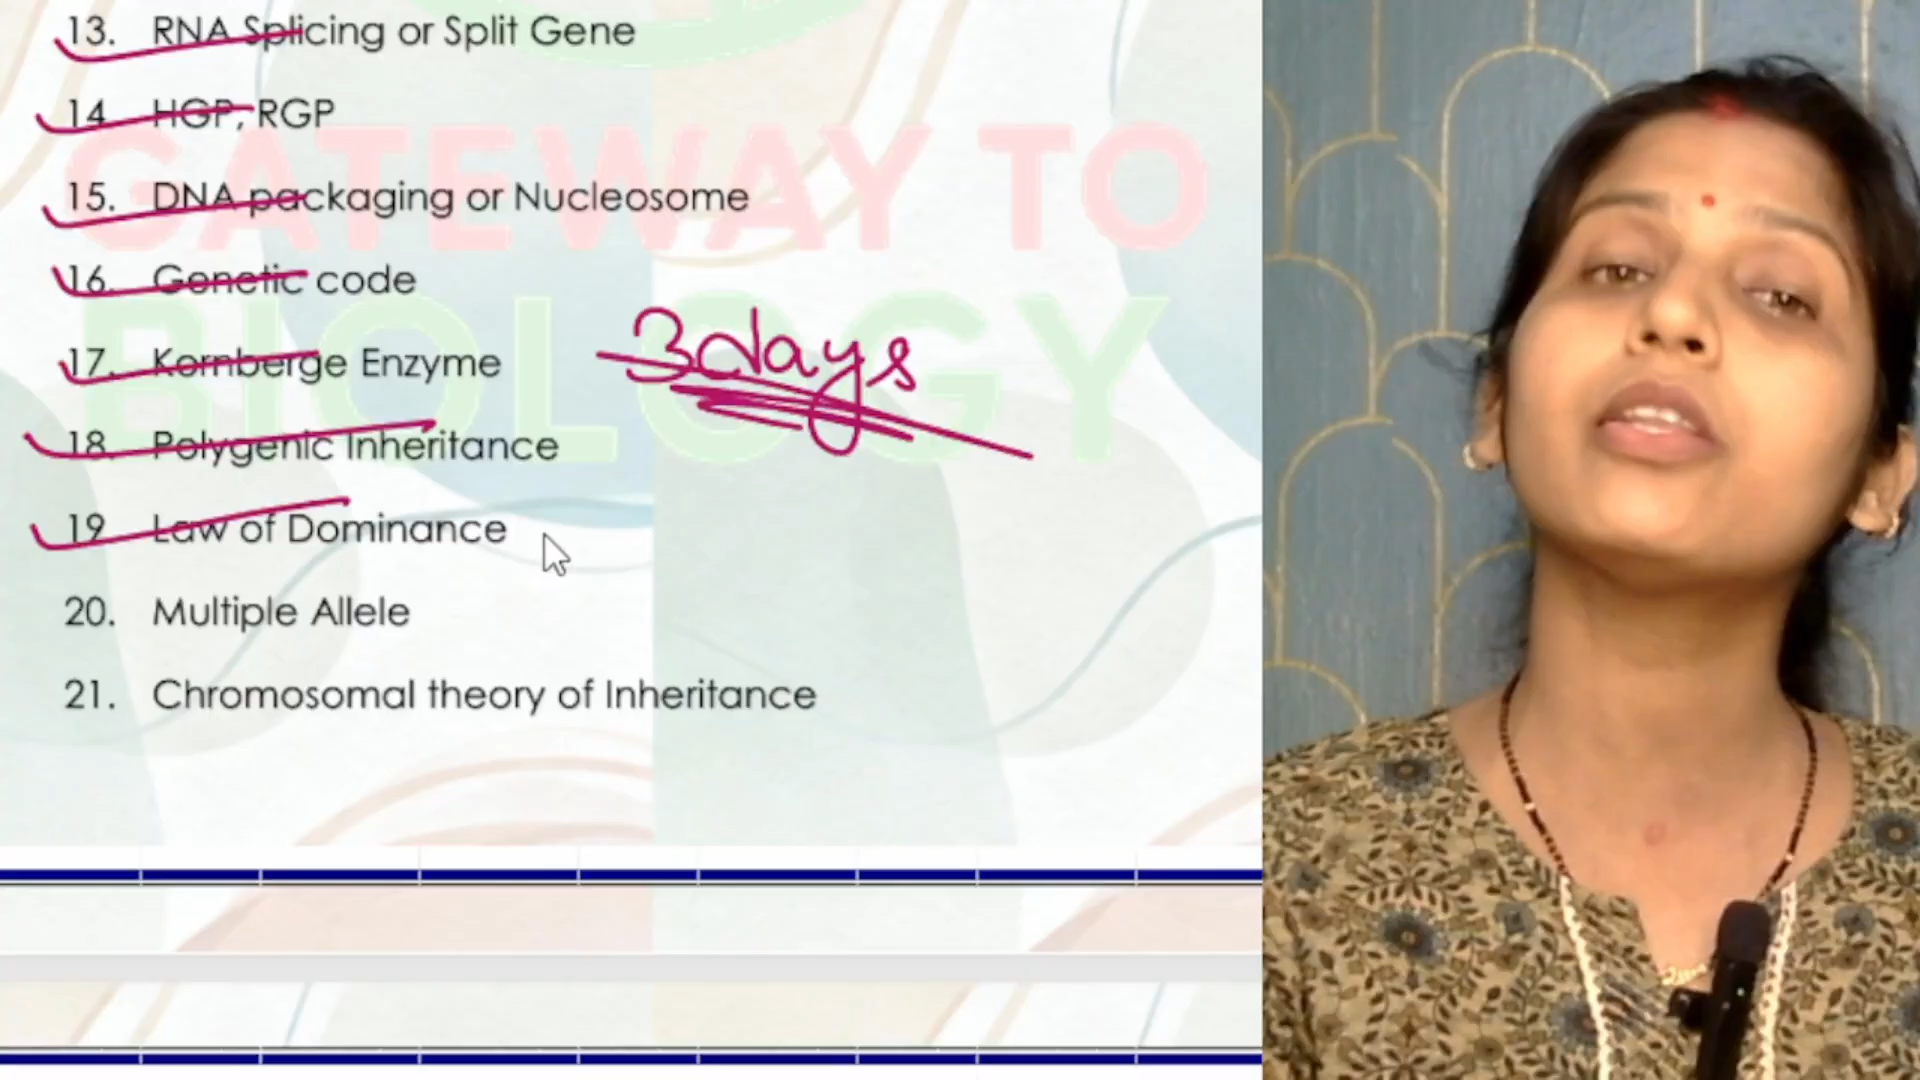 13. RNA Splicing or Split Gene
14. HGP, RGP
GATEWAY TO
15. DNA packaging or Nucleosome
16. Genetic code
BIOLOGY
17. Kornberge Enzyme
3 days
18. Polygenic Inheritance
19. Law of Dominance
20. Multiple Allele
21. Chromosomal theory of Inheritance